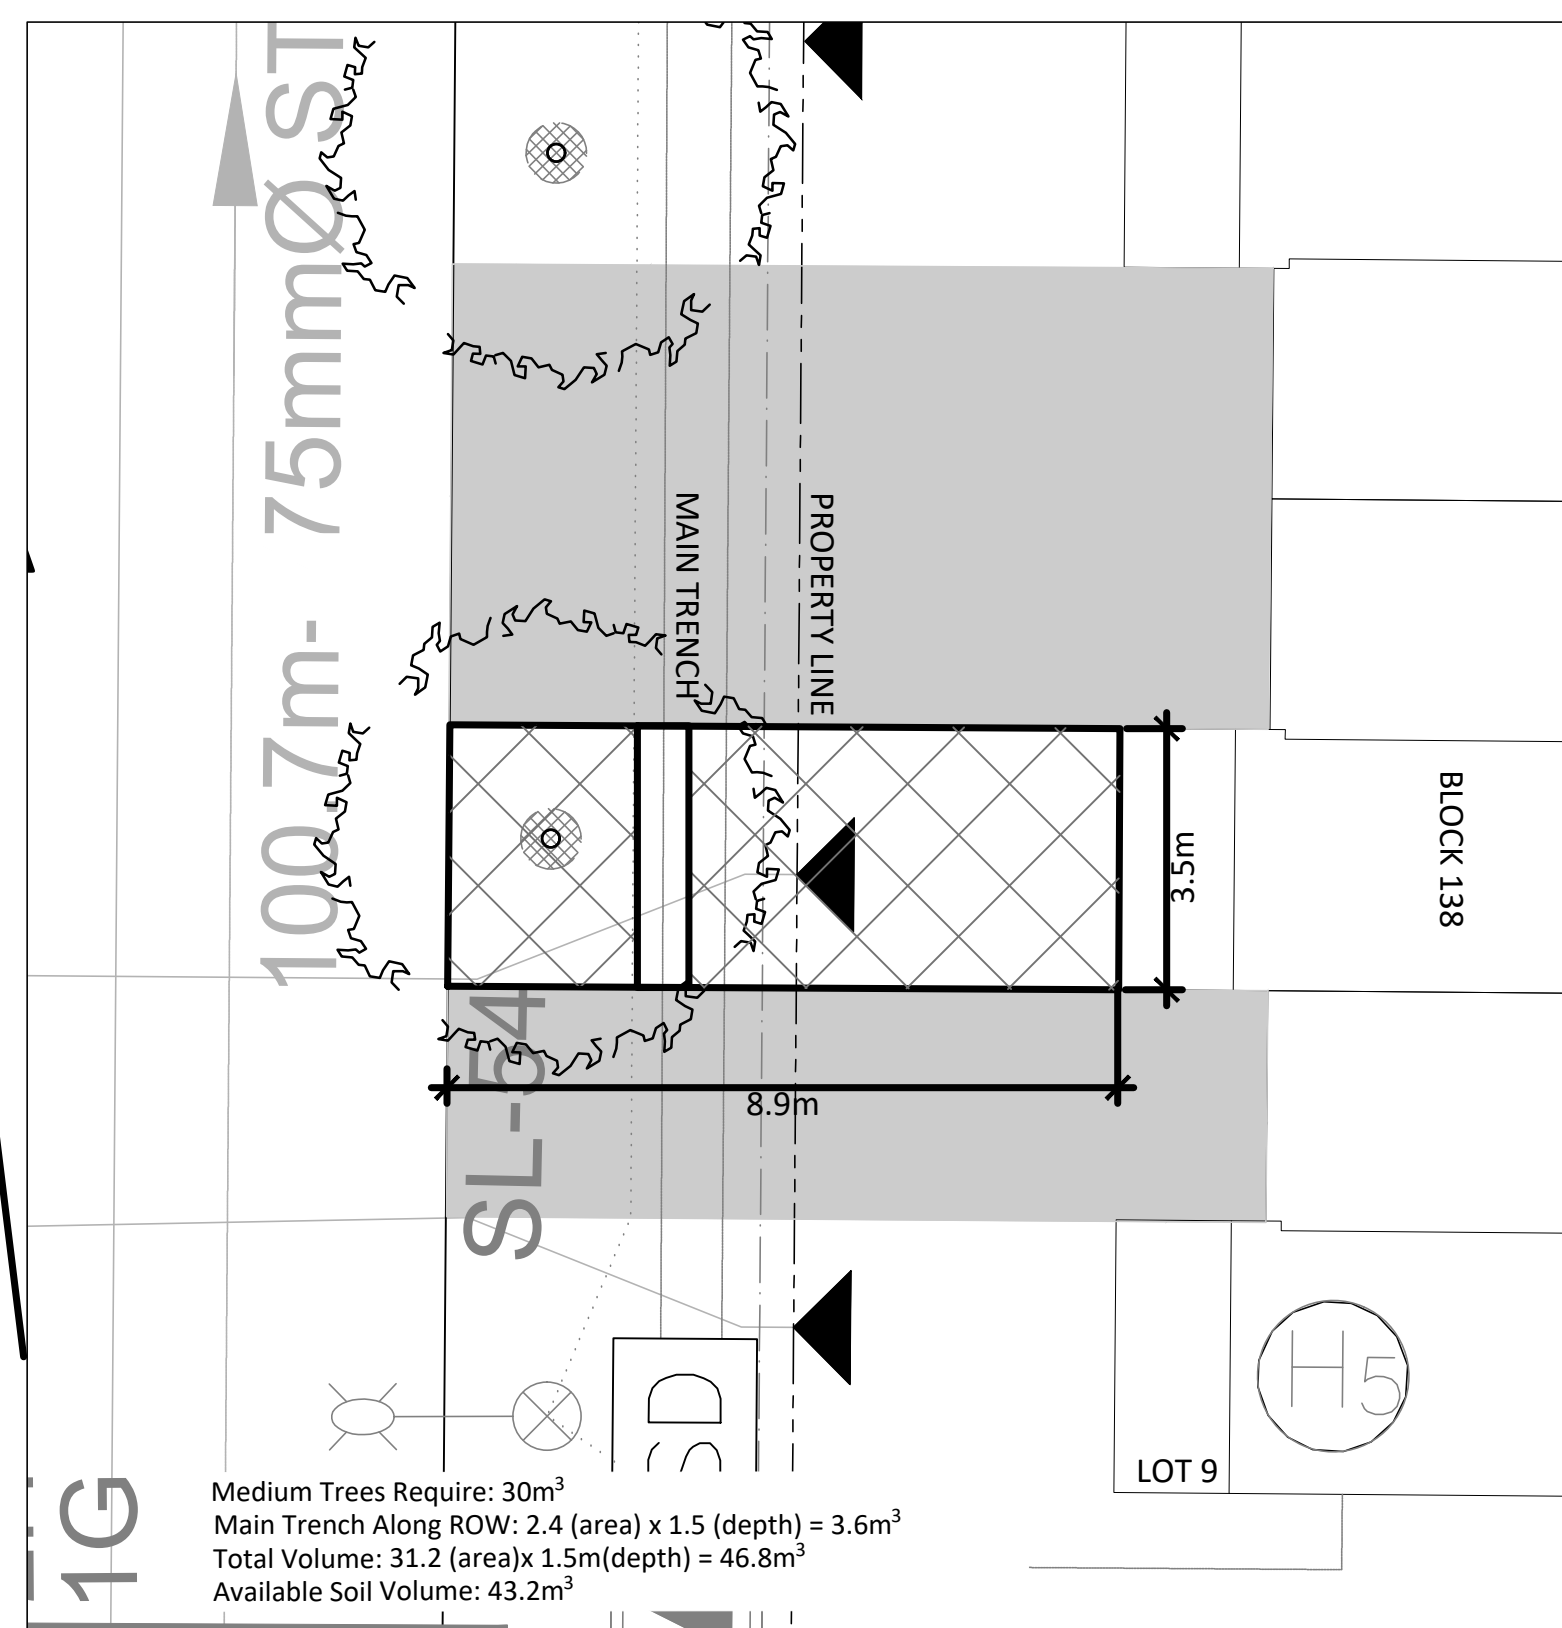 100.7m- 75mmØ ST
MAIN TRENCH
PROPERTY LINE
3.5m
BLOCK 138
SL-54
8.9m
H5
LOT 9
1G
Medium Trees Require: 30m³
Main Trench Along ROW: 2.4 (area) x 1.5 (depth) = 3.6m³
Total Volume: 31.2 (area)x 1.5m(depth) = 46.8m³
Available Soil Volume: 43.2m³